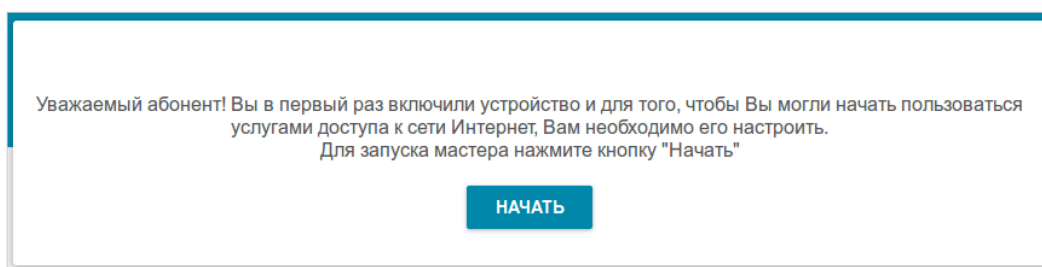 Уважаемый абонент! Вы в первый раз включили устройство и для того, чтобы Вы могли начать пользоваться
услугами доступа к сети Интернет, Вам необходимо его настроить.
Для запуска мастера нажмите кнопку "Начать"
НАЧАТЬ